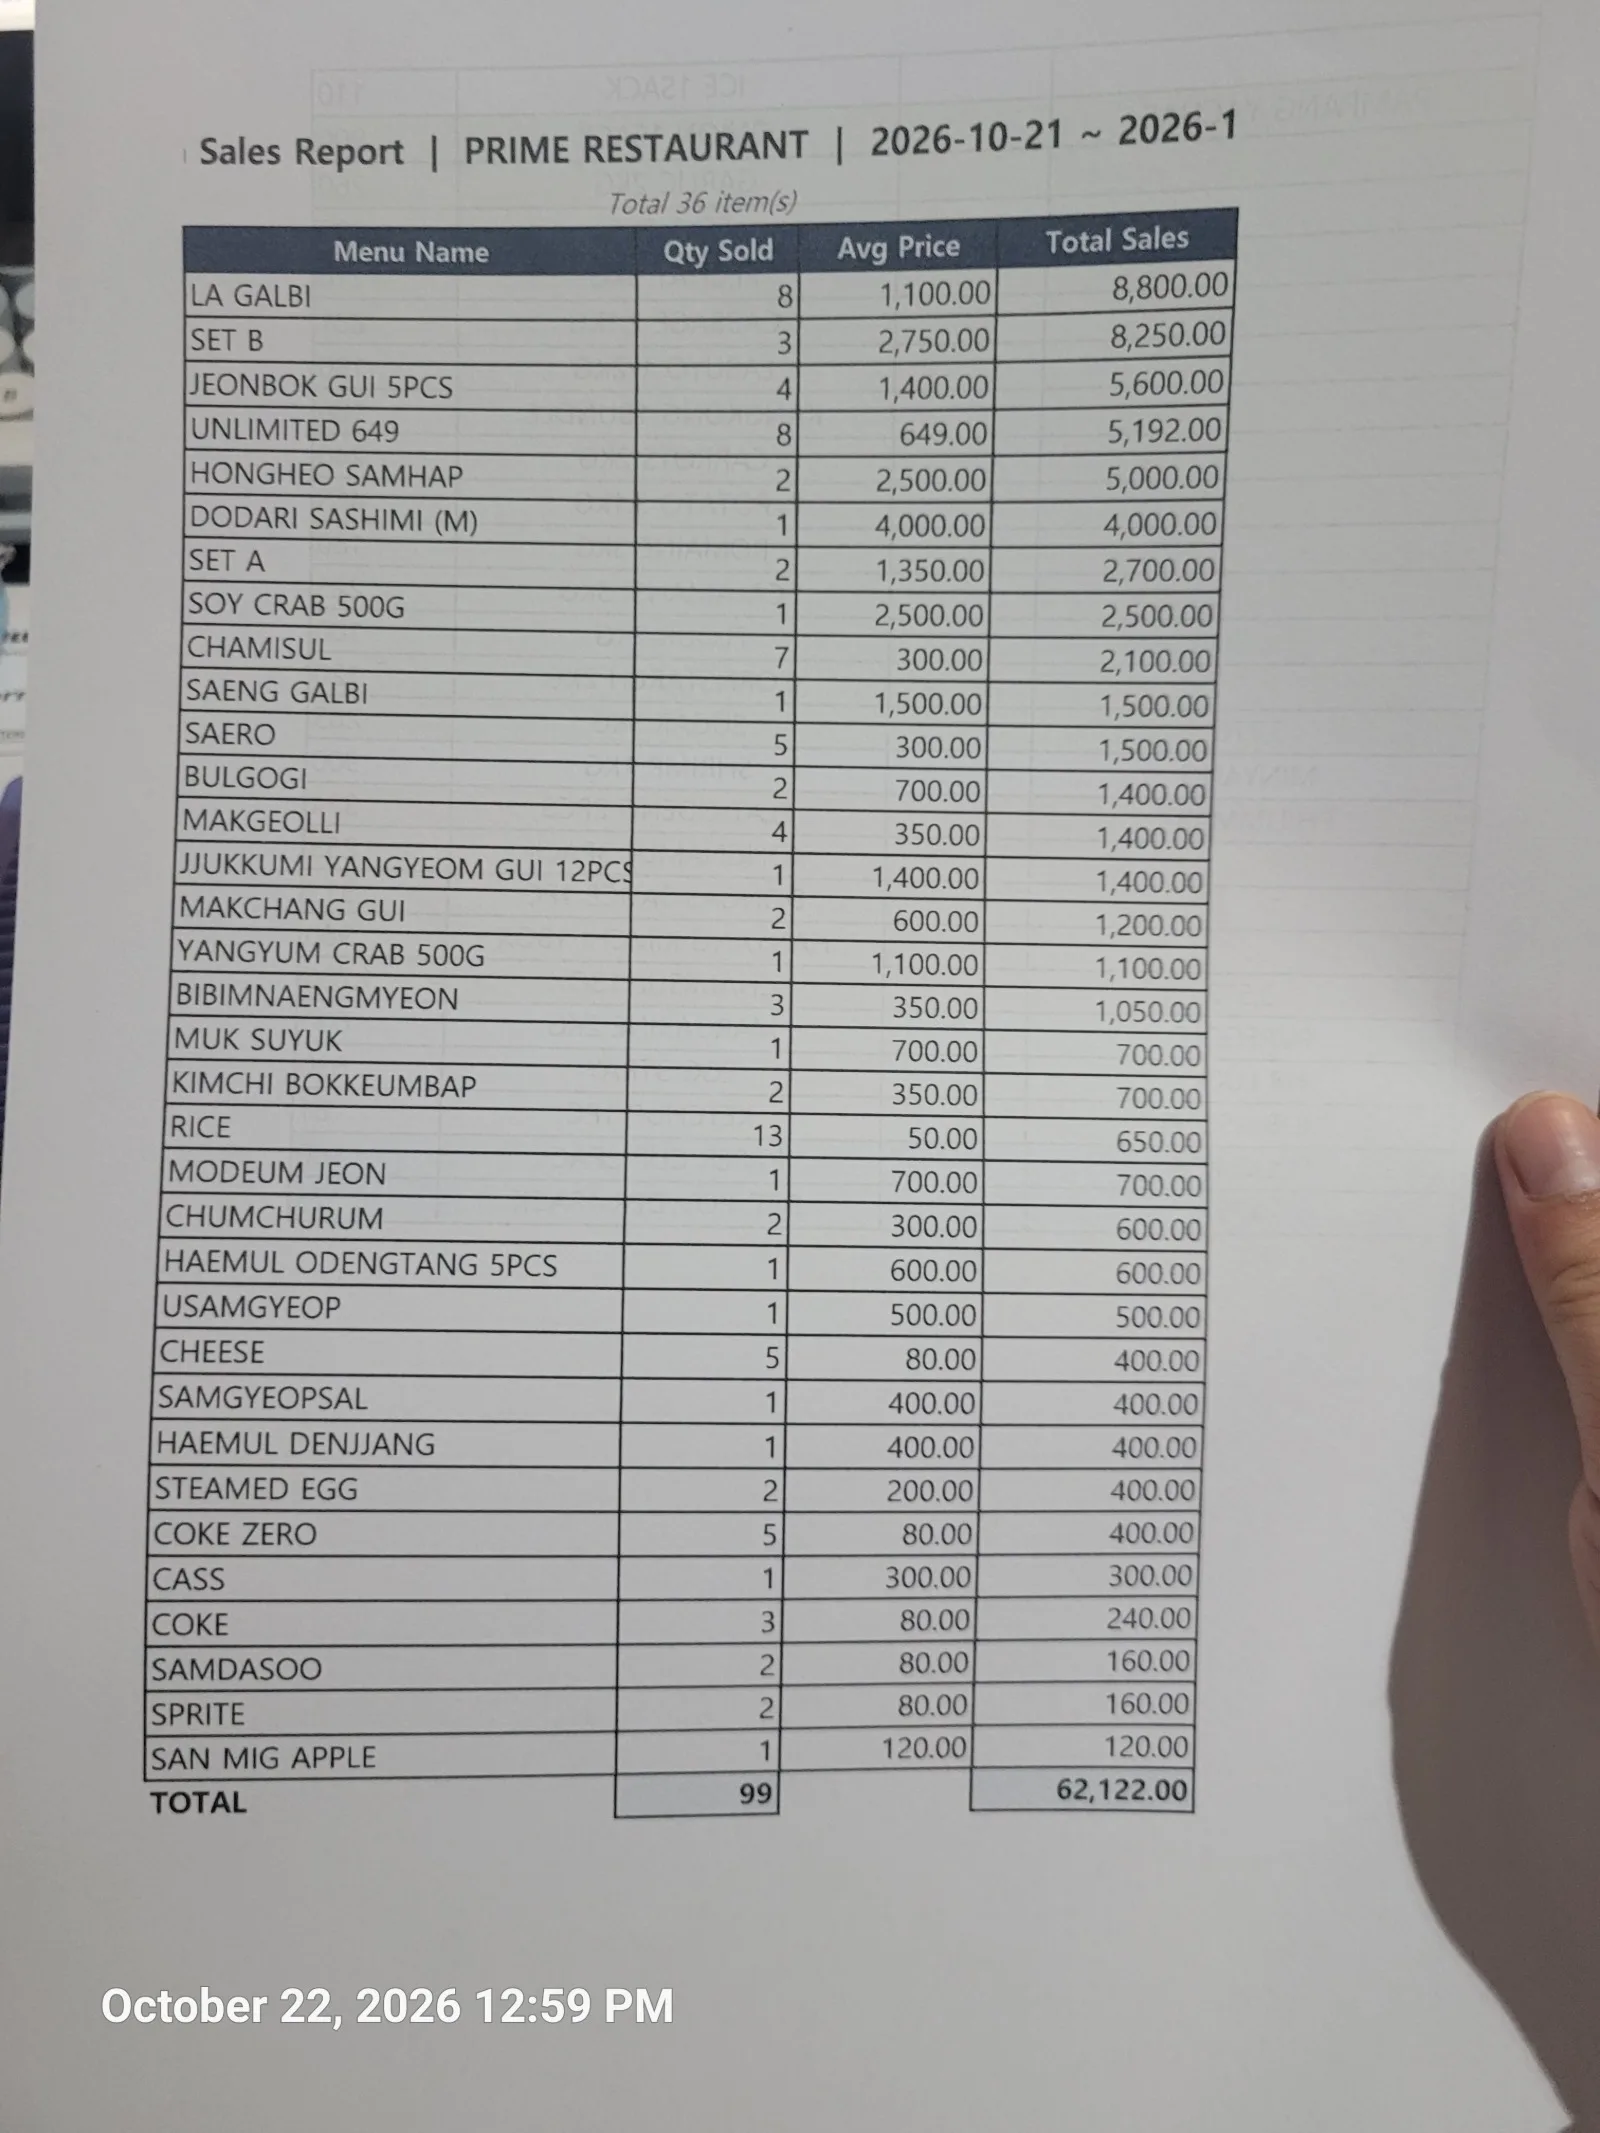 Sales Report | PRIME RESTAURANT | 2026-10-21 ~ 2026-1
Total 36 item(s)
Menu Name Qty Sold Avg Price Total Sales
LA GALBI 8 1,100.00 8,800.00
SET B 3 2,750.00 8,250.00
JEONBOK GUI 5PCS 4 1,400.00 5,600.00
UNLIMITED 649 8 649.00 5,192.00
HONGHEO SAMHAP 2 2,500.00 5,000.00
DODARI SASHIMI (M) 1 4,000.00 4,000.00
SET A 2 1,350.00 2,700.00
SOY CRAB 500G 1 2,500.00 2,500.00
CHAMISUL 7 300.00 2,100.00
SAENG GALBI 1 1,500.00 1,500.00
SAERO 5 300.00 1,500.00
BULGOGI 2 700.00 1,400.00
MAKGEOLLI 4 350.00 1,400.00
JJUKKUMI YANGYEOM GUI 12PCS 1 1,400.00 1,400.00
MAKCHANG GUI 2 600.00 1,200.00
YANGYUM CRAB 500G 1 1,100.00 1,100.00
BIBIMNAENGMYEON 3 350.00 1,050.00
MUK SUYUK 1 700.00 700.00
KIMCHI BOKKEUMBAP 2 350.00 700.00
RICE 13 50.00 650.00
MODEUM JEON 1 700.00 700.00
CHUMCHURUM 2 300.00 600.00
HAEMUL ODENGTANG 5PCS 1 600.00 600.00
USAMGYEOP 1 500.00 500.00
CHEESE 5 80.00 400.00
SAMGYEOPSAL 1 400.00 400.00
HAEMUL DENJJANG 1 400.00 400.00
STEAMED EGG 2 200.00 400.00
COKE ZERO 5 80.00 400.00
CASS 1 300.00 300.00
COKE 3 80.00 240.00
SAMDASOO 2 80.00 160.00
SPRITE 2 80.00 160.00
SAN MIG APPLE 1 120.00 120.00
TOTAL 99 62,122.00
October 22, 2026 12:59 PM